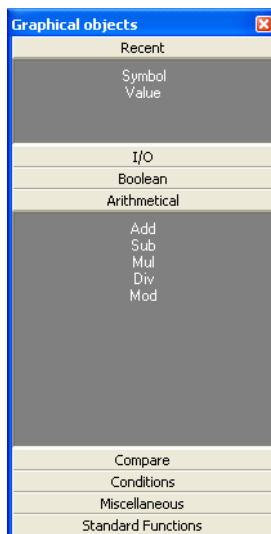 Graphical objects
Recent
Symbol
Value
I/O
Boolean
Arithmetical
Add
Sub
Mul
Div
Mod
Compare
Conditions
Miscellaneous
Standard Functions